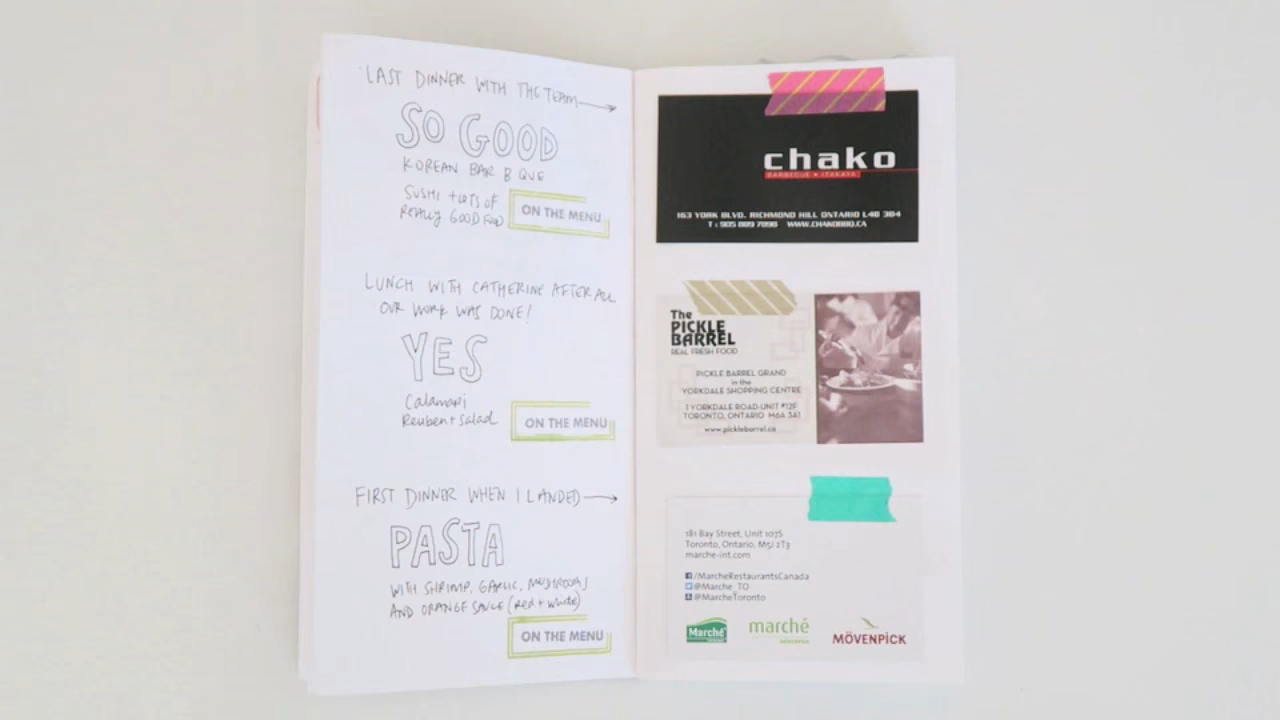 LAST DINNER WITH THE TEAM
SO GOOD
KOREAN BAR B QUE
SUSHI + LOTS OF
REALLY GOOD FOOD
ON THE MENU
LUNCH WITH CATHERINE AFTER ALL
OUR WORK WAS DONE!
YES
Calamari
Reuben + Salad
ON THE MENU
FIRST DINNER WHEN I LANDED
PASTA
WITH SHRIMP, GARLIC, MUSHROOMS
AND ORANGE SAUCE (red + white)
ON THE MENU
chako
BARBEQUE • IZAKAYA
163 YORK BLVD. RICHMOND HILL ONTARIO L4B 3B4
T : 905 889 7898 WWW.CHAKOBBQ.CA
The
PICKLE
BARREL
REAL FRESH FOOD
PICKLE BARREL GRAND
in the
YORKDALE SHOPPING CENTRE
1 YORKDALE ROAD-UNIT #12F
TORONTO, ONTARIO M6A 3A1
www.picklebarrel.ca
181 Bay Street, Unit 107S
Toronto, Ontario, M5J 2T3
marche-int.com
/MarcheRestaurantsCanada
@Marche_TO
@MarcheToronto
Marché
marché
MÖVENPICK